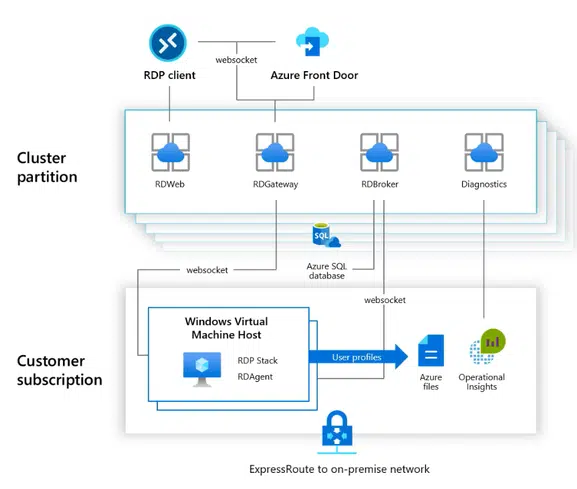 websocket
RDP client
Azure Front Door
Cluster
partition
RDWeb
RDGateway
RDBroker
Diagnostics
SQL
websocket
Azure SQL
database
websocket
Customer
subscription
Windows Virtual
Machine Host
RDP Stack
RDAgent
User profiles
Azure
files
Operational
Insights
ExpressRoute to on-premise network